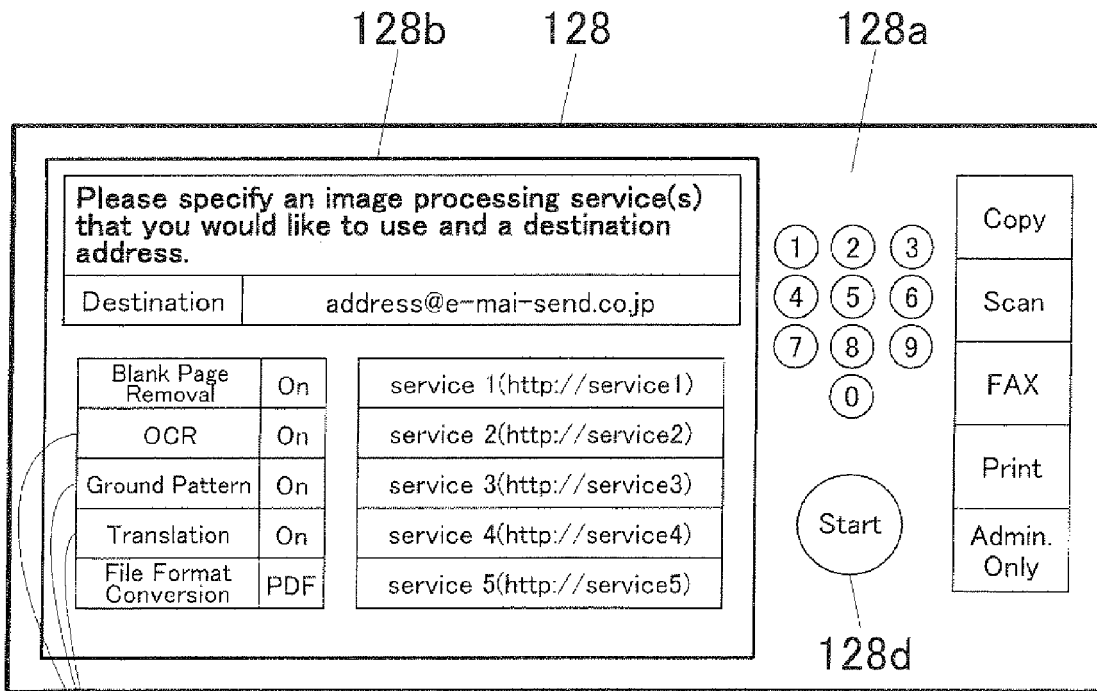 128b 128 128a
Please specify an image processing service(s)
that you would like to use and a destination
address.
Destination address@e-mai-send.co.jp
Blank Page
Removal On service 1(http://service1)
OCR On service 2(http://service2)
Ground Pattern On service 3(http://service3)
Translation On service 4(http://service4)
File Format
Conversion PDF service 5(http://service5)
1 2 3
4 5 6
7 8 9
0
Start
128d
Copy
Scan
FAX
Print
Admin.
Only